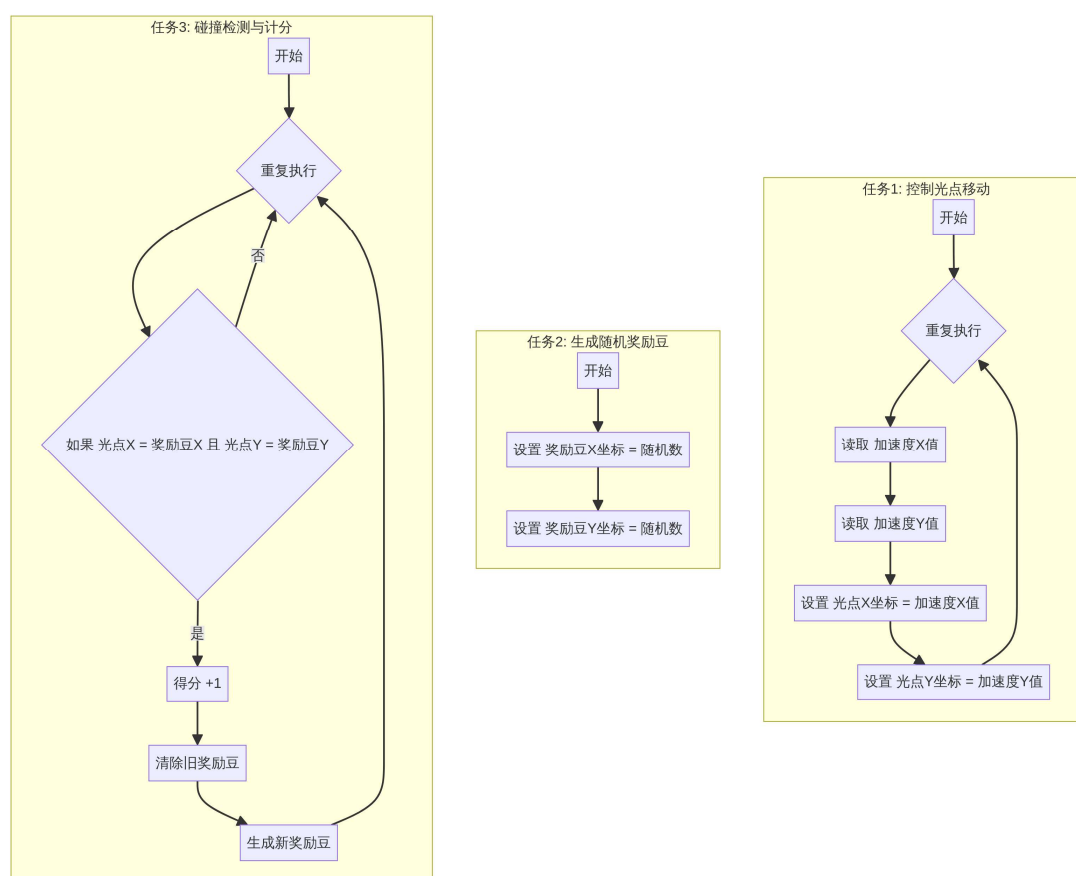 任务3: 碰撞检测与计分
开始
重复执行
否
如果 光点X = 奖励豆X 且 光点Y = 奖励豆Y
是
得分 +1
清除旧奖励豆
生成新奖励豆
任务2: 生成随机奖励豆
开始
设置 奖励豆X坐标 = 随机数
设置 奖励豆Y坐标 = 随机数
任务1: 控制光点移动
开始
重复执行
读取 加速度X值
读取 加速度Y值
设置 光点X坐标 = 加速度X值
设置 光点Y坐标 = 加速度Y值